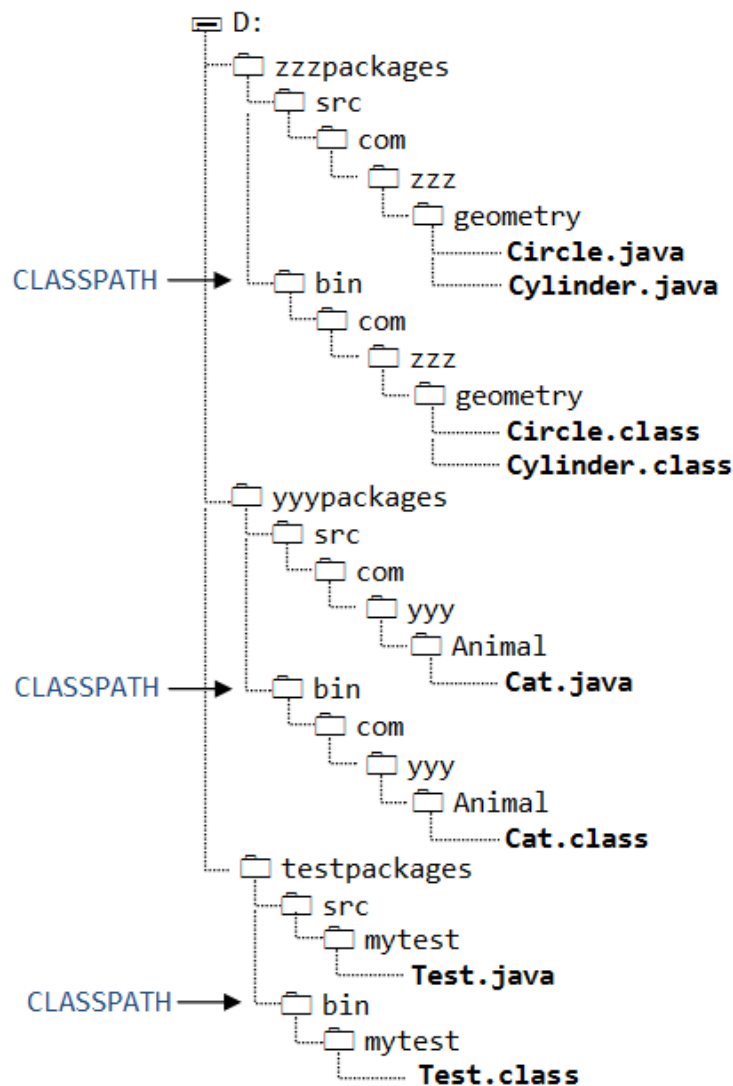 D:
zzzpackages
src
com
zzz
geometry
Circle.java
CLASSPATH bin
Cylinder.java
com
zzz
geometry
Circle.class
Cylinder.class
yyypackages
src
com
yyy
Animal
Cat.java
CLASSPATH bin
com
yyy
Animal
Cat.class
testpackages
src
mytest
Test.java
CLASSPATH bin
mytest
Test.class